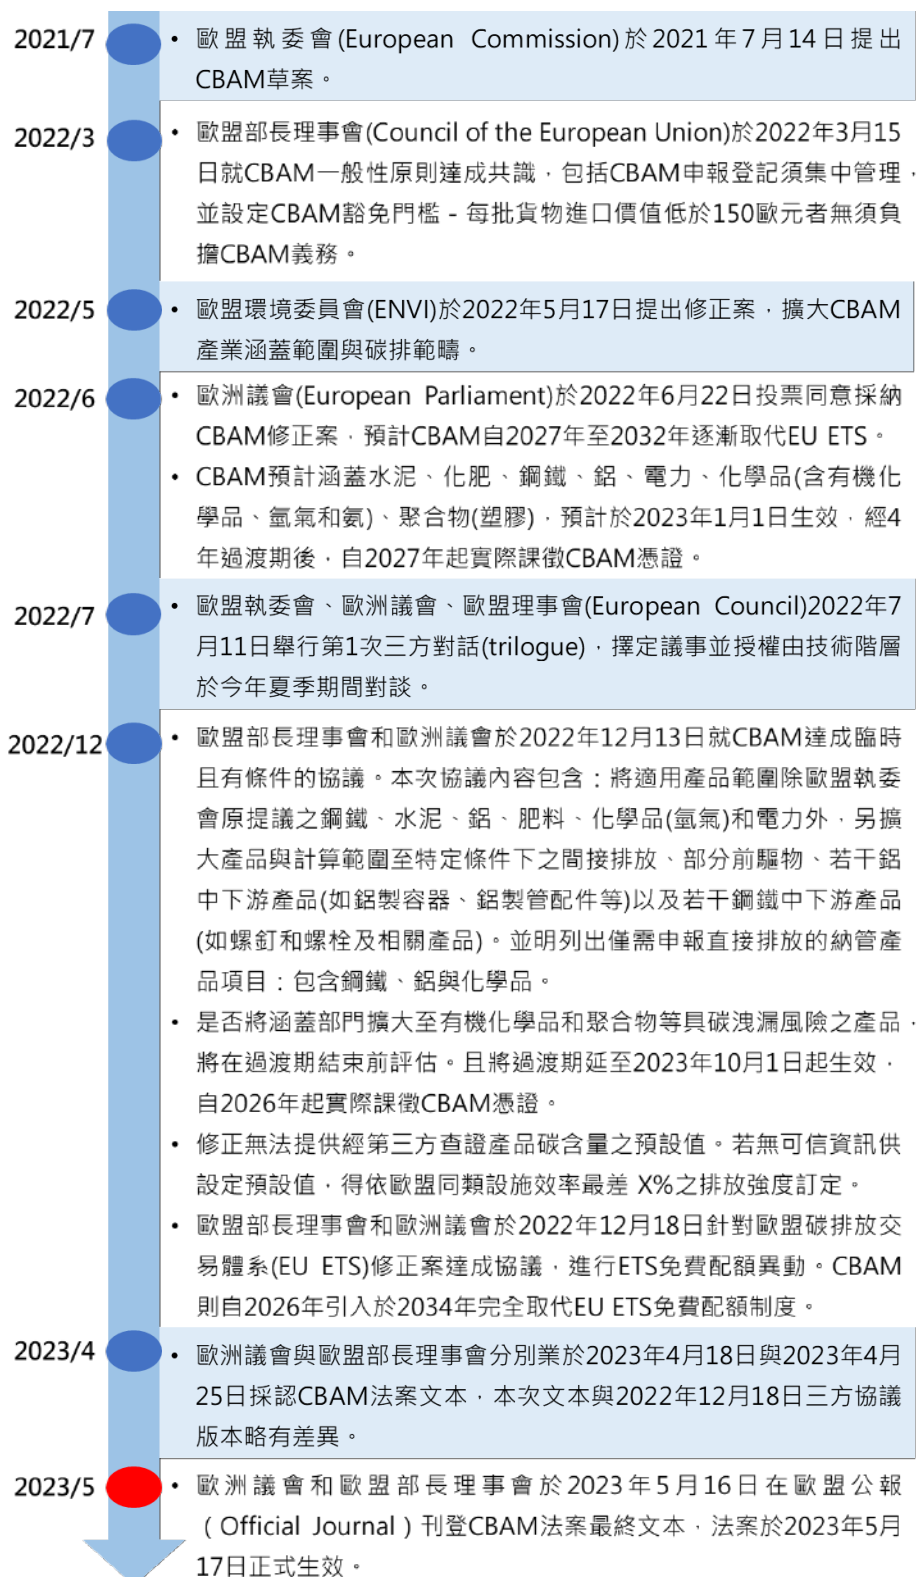 2021/7
• 歐盟執委會(European Commission)於2021年7月14日提出
CBAM草案。
2022/3
• 歐盟部長理事會(Council of the European Union)於2022年3月15
日就CBAM一般性原則達成共識，包括CBAM申報登記須集中管理，
並設定CBAM豁免門檻－每批貨物進口價值低於150歐元者無須負
擔CBAM義務。
2022/5
• 歐盟環境委員會(ENVI)於2022年5月17日提出修正案，擴大CBAM
產業涵蓋範圍與碳排範疇。
2022/6
• 歐洲議會(European Parliament)於2022年6月22日投票同意採納
CBAM修正案，預計CBAM自2027年至2032年逐漸取代EU ETS。
• CBAM預計涵蓋水泥、化肥、鋼鐵、鋁、電力、化學品(含有機化
學品、氫氣和氨)、聚合物(塑膠)，預計於2023年1月1日生效，經4
年過渡期後，自2027年起實際課徵CBAM憑證。
2022/7
• 歐盟執委會、歐洲議會、歐盟理事會(European Council)2022年7
月11日舉行第1次三方對話(trilogue)，擇定議事並授權由技術階層
於今年夏季期間對談。
2022/12
• 歐盟部長理事會和歐洲議會於2022年12月13日就CBAM達成臨時
且有條件的協議。本次協議內容包含：將適用產品範圍除歐盟執委
會原提議之鋼鐵、水泥、鋁、肥料、化學品(氫氣)和電力外，另擴
大產品與計算範圍至特定條件下之間接排放、部分前驅物、若干鋁
中下游產品(如鋁製容器、鋁製管配件等)以及若干鋼鐵中下游產品
(如螺釘和螺栓及相關產品)。並明列出僅需申報直接排放的納管產
品項目：包含鋼鐵、鋁與化學品。
• 是否將涵蓋部門擴大至有機化學品和聚合物等具碳洩漏風險之產品，
將在過渡期結束前評估。且將過渡期延至2023年10月1日起生效，
自2026年起實際課徵CBAM憑證。
• 修正無法提供經第三方查證產品碳含量之預設值。若無可信資訊供
設定預設值，得依歐盟同類設施效率最差 X%之排放強度訂定。
• 歐盟部長理事會和歐洲議會於2022年12月18日針對歐盟碳排放交
易體系(EU ETS)修正案達成協議，進行ETS免費配額異動。CBAM
則自2026年引入於2034年完全取代EU ETS免費配額制度。
2023/4
• 歐洲議會與歐盟部長理事會分別業於2023年4月18日與2023年4月
25日採認CBAM法案文本，本次文本與2022年12月18日三方協議
版本略有差異。
2023/5
• 歐洲議會和歐盟部長理事會於2023年5月16日在歐盟公報
（Official Journal）刊登CBAM法案最終文本，法案於2023年5月
17日正式生效。